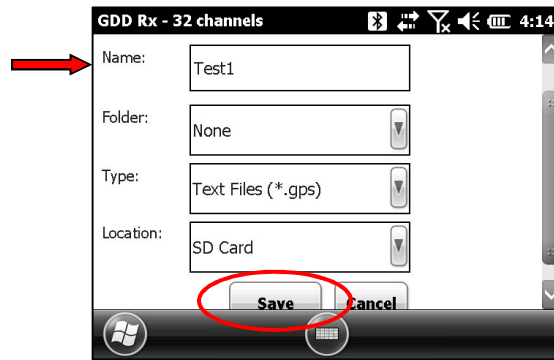 GDD Rx - 32 channels 4:14
Name:
Test1
Folder:
None
Type:
Text Files (*.gps)
Location:
SD Card
Save Cancel